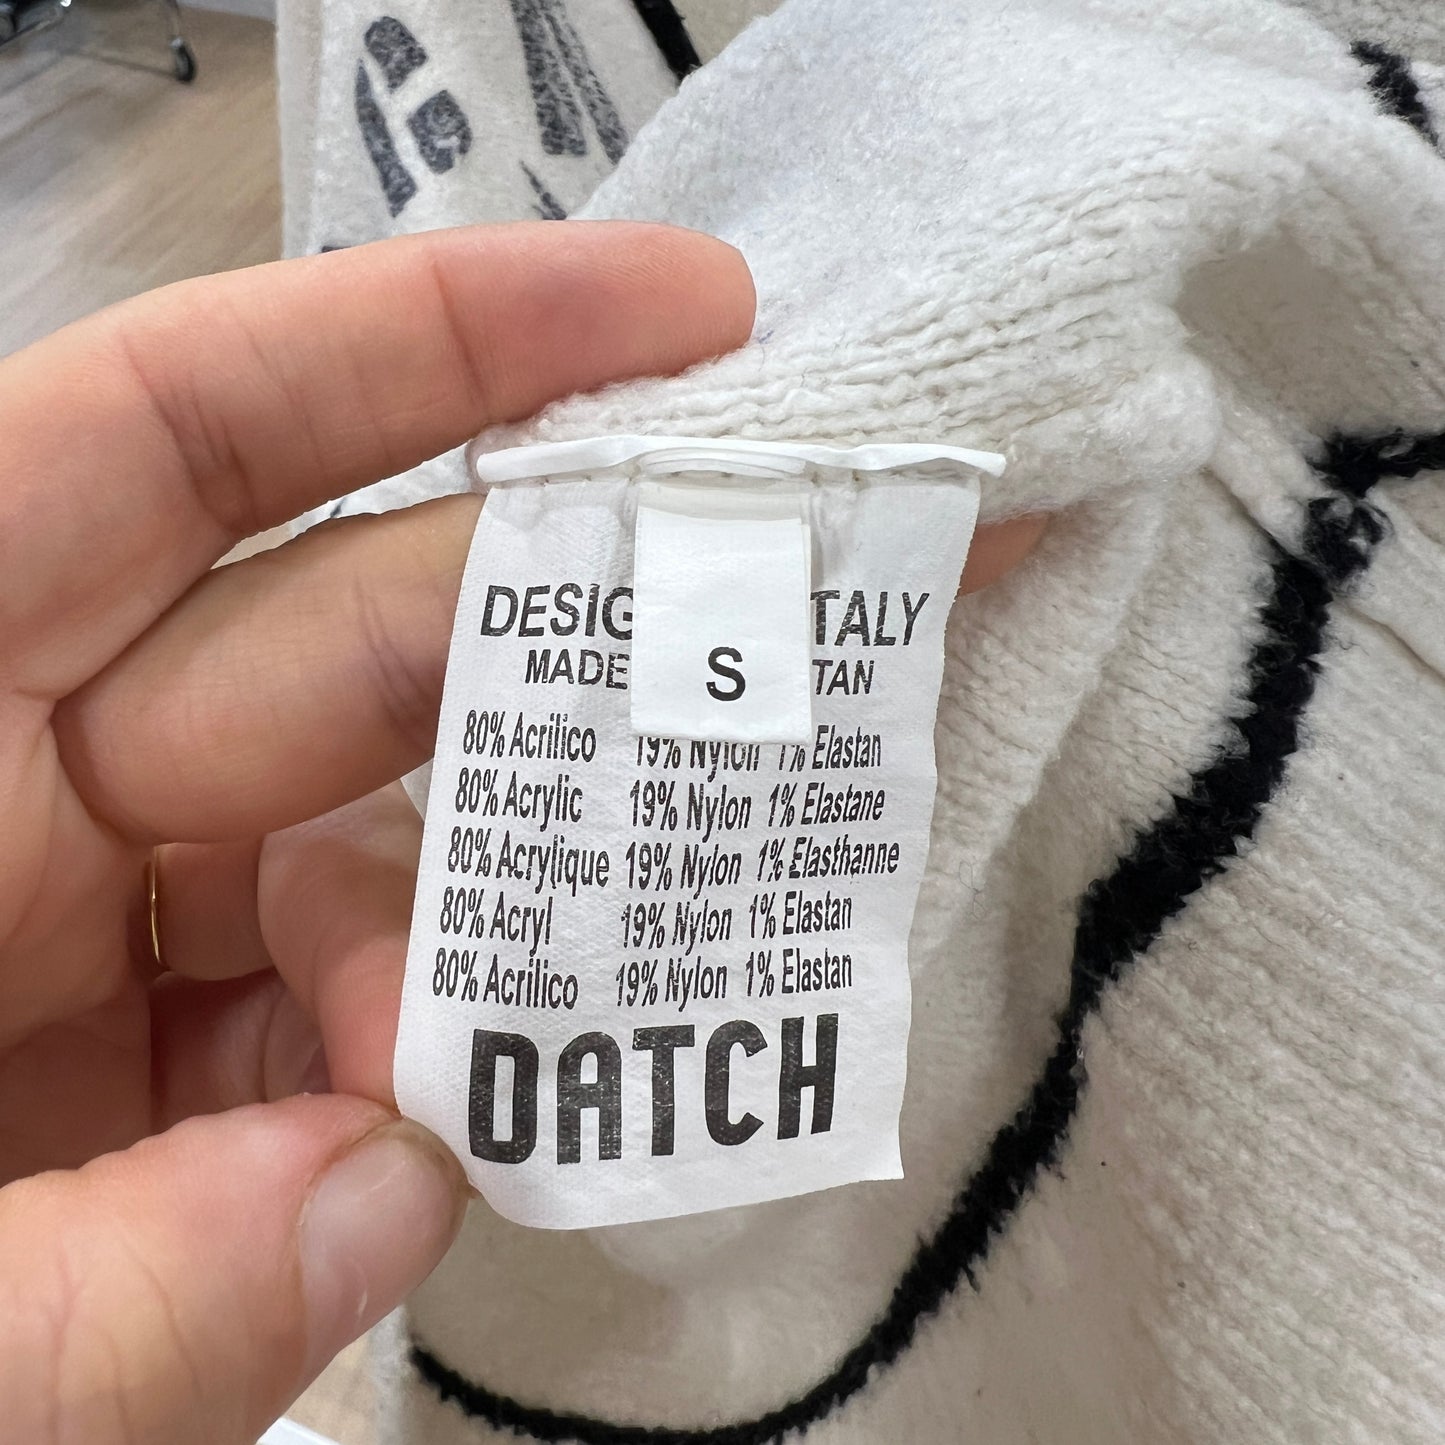 DESIG TALY
MADE TAN
S
80% Acrilico 19% Nylon 1% Elastan
80% Acrylic 19% Nylon 1% Elastane
80% Acrylique 19% Nylon 1% Elasthanne
80% Acryl 19% Nylon 1% Elastan
80% Acrilico 19% Nylon 1% Elastan
DATCH